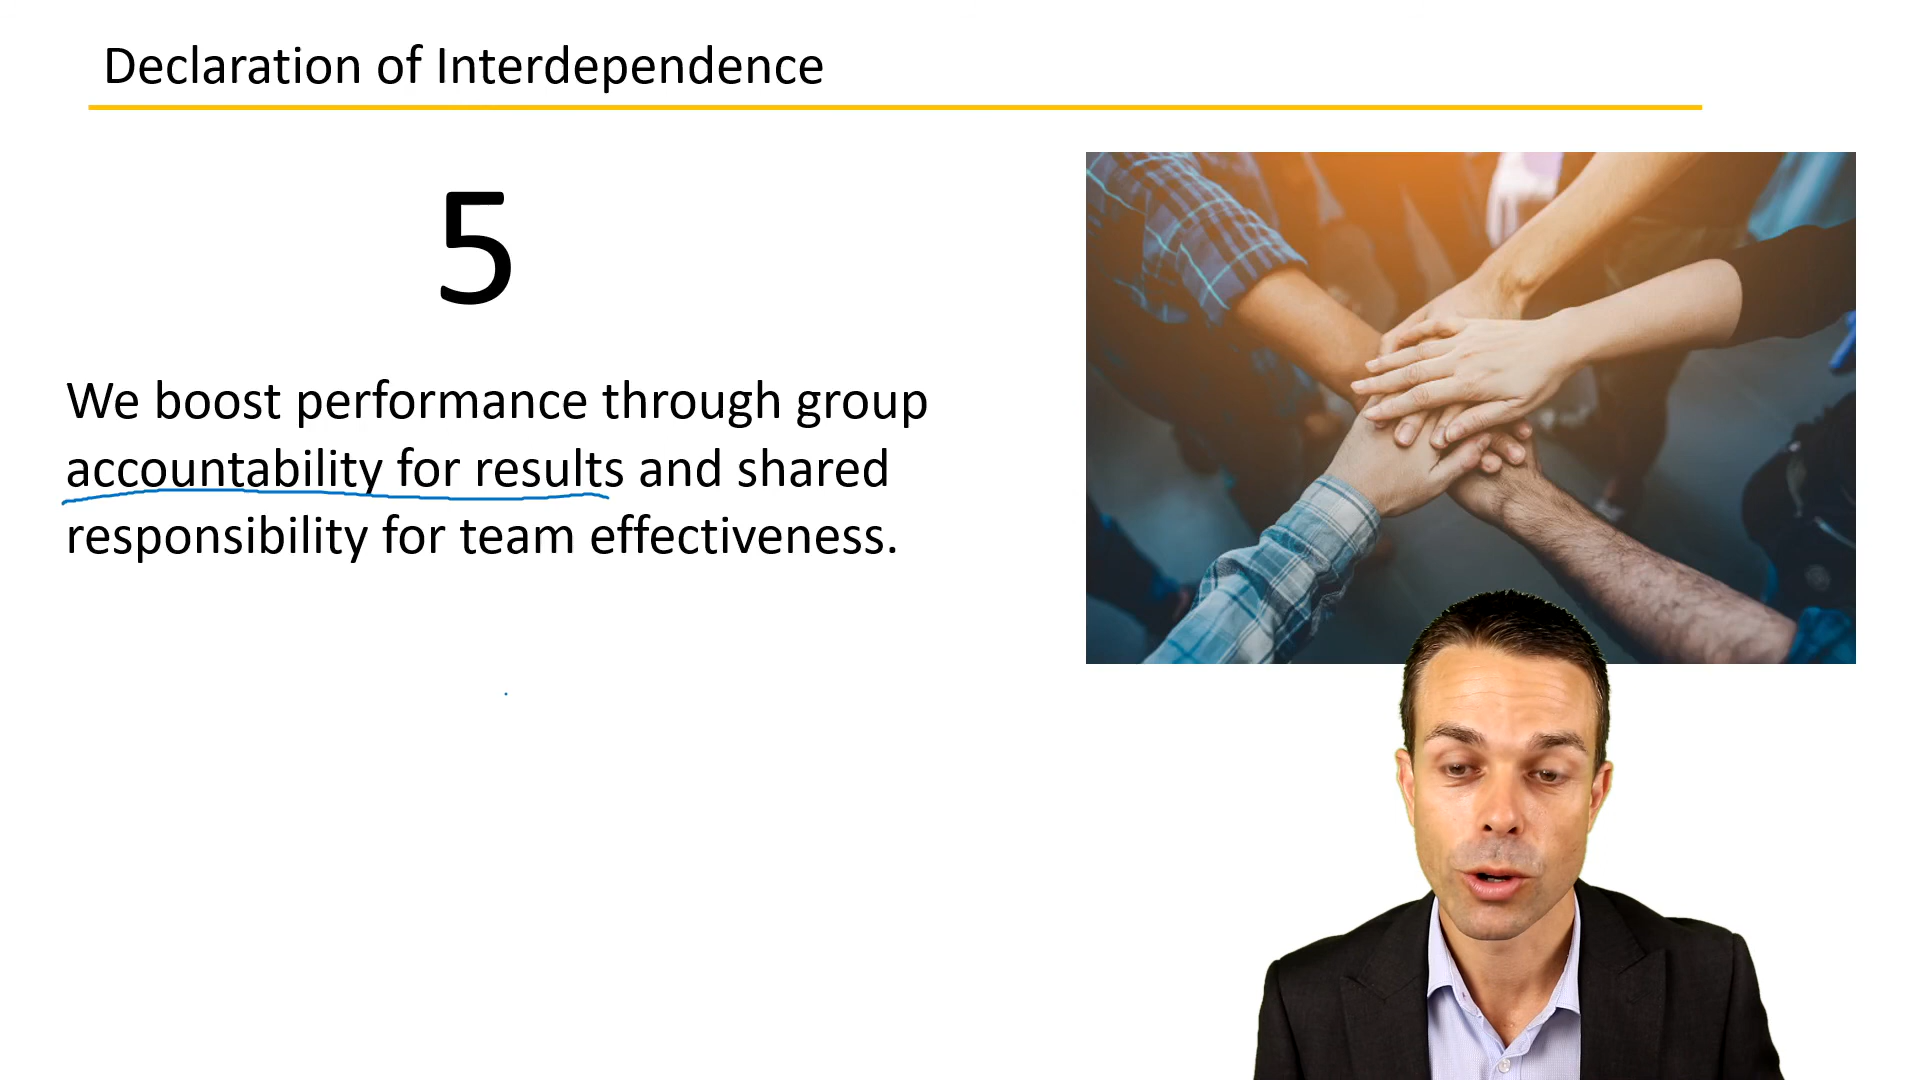 Declaration of Interdependence
5
We boost performance through group
accountability for results and shared
responsibility for team effectiveness.